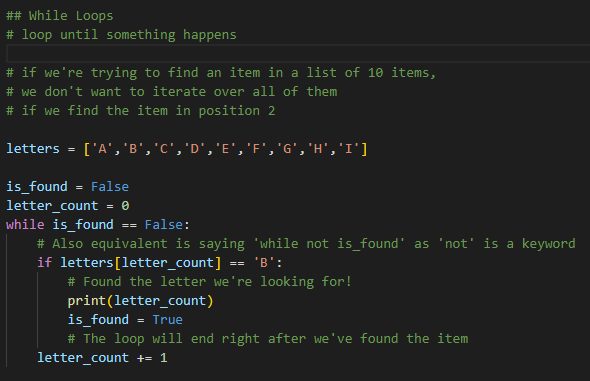 ## While Loops
# loop until something happens
# if we're trying to find an item in a list of 10 items,
# we don't want to iterate over all of them
# if we find the item in position 2
letters = ['A','B','C','D','E','F','G','H','I']
is_found = False
letter_count = 0
while is_found == False:
    # Also equivalent is saying 'while not is_found' as 'not' is a keyword
    if letters[letter_count] == 'B':
        # Found the letter we're looking for!
        print(letter_count)
        is_found = True
        # The loop will end right after we've found the item
    letter_count += 1